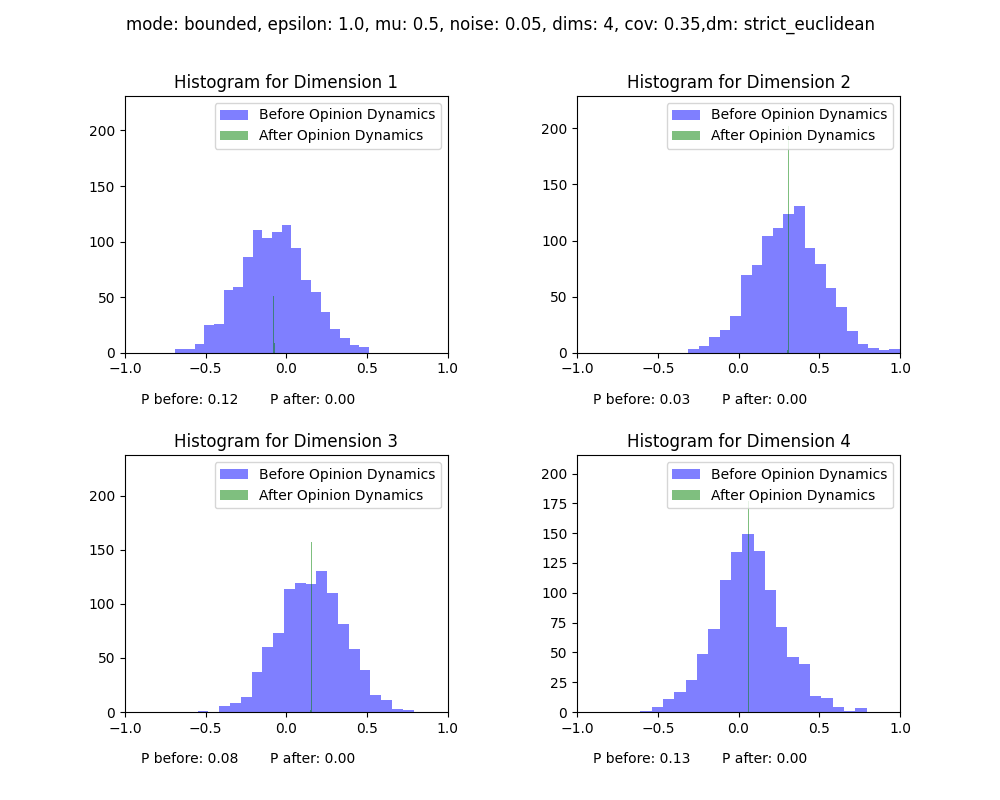 mode: bounded, epsilon: 1.0, mu: 0.5, noise: 0.05, dims: 4, cov: 0.35,dm: strict_euclidean
Histogram for Dimension 1
Before Opinion Dynamics
After Opinion Dynamics
200
150
100
50
0
−1.0 −0.5 0.0 0.5 1.0
P before: 0.12 P after: 0.00
Histogram for Dimension 2
Before Opinion Dynamics
After Opinion Dynamics
200
150
100
50
0
−1.0 −0.5 0.0 0.5 1.0
P before: 0.03 P after: 0.00
Histogram for Dimension 3
Before Opinion Dynamics
After Opinion Dynamics
200
150
100
50
0
−1.0 −0.5 0.0 0.5 1.0
P before: 0.08 P after: 0.00
Histogram for Dimension 4
Before Opinion Dynamics
After Opinion Dynamics
200
175
150
125
100
75
50
25
0
−1.0 −0.5 0.0 0.5 1.0
P before: 0.13 P after: 0.00